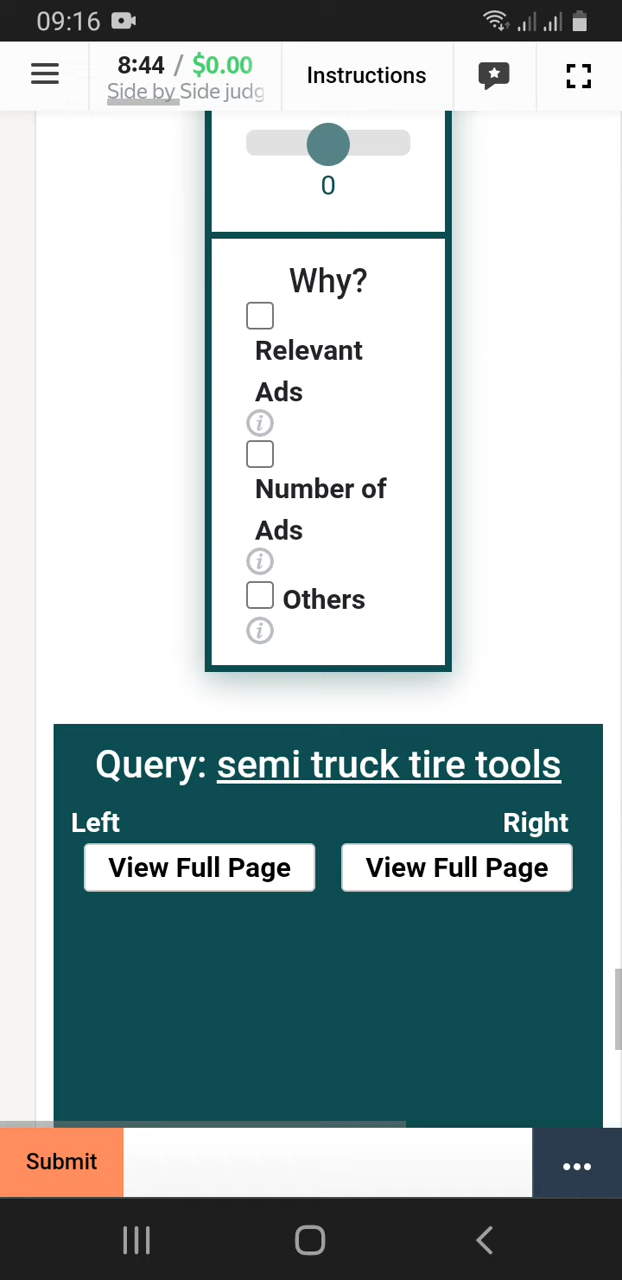 09:16
8:44 / $0.00
Side by Side judg
Instructions
0
Why?
Relevant
Ads
Number of
Ads
Others
Query: semi truck tire tools
Left
Right
View Full Page
View Full Page
Submit